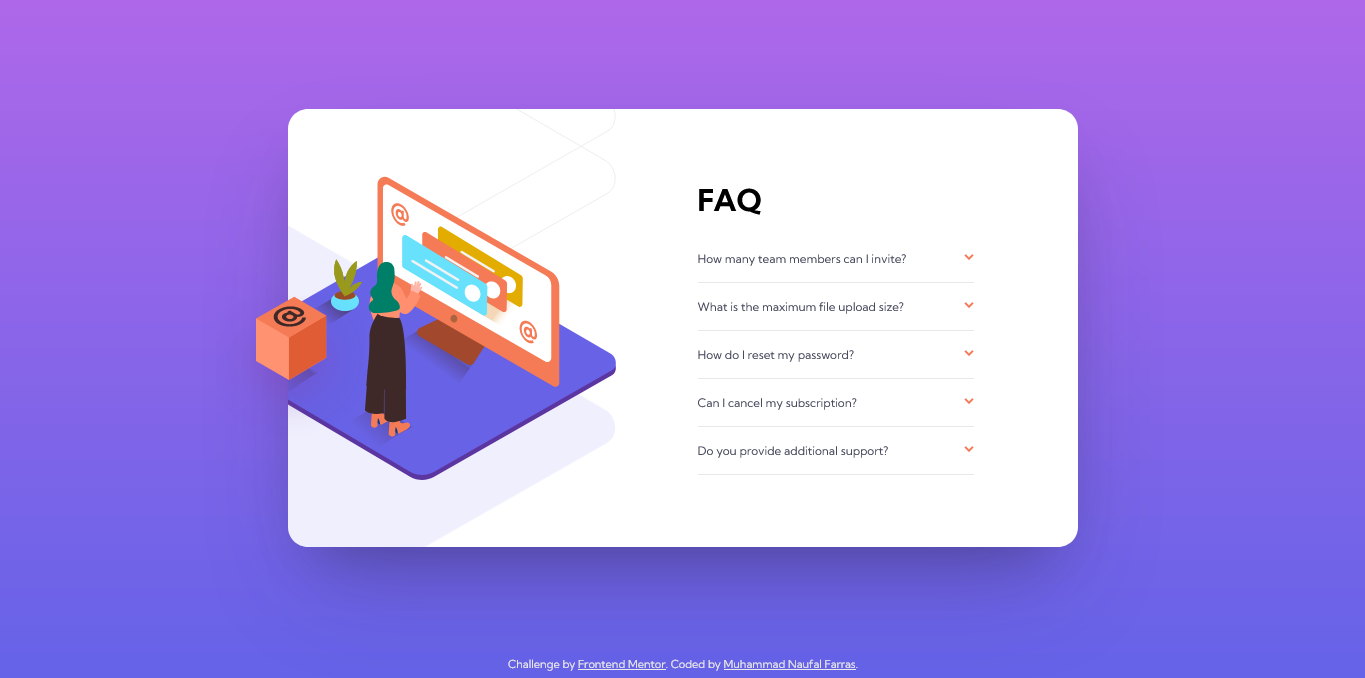 FAQ
How many team members can I invite?
What is the maximum file upload size?
How do I reset my password?
Can I cancel my subscription?
Do you provide additional support?
@
@
@
Challenge by Frontend Mentor. Coded by Muhammad Naufal Farras.